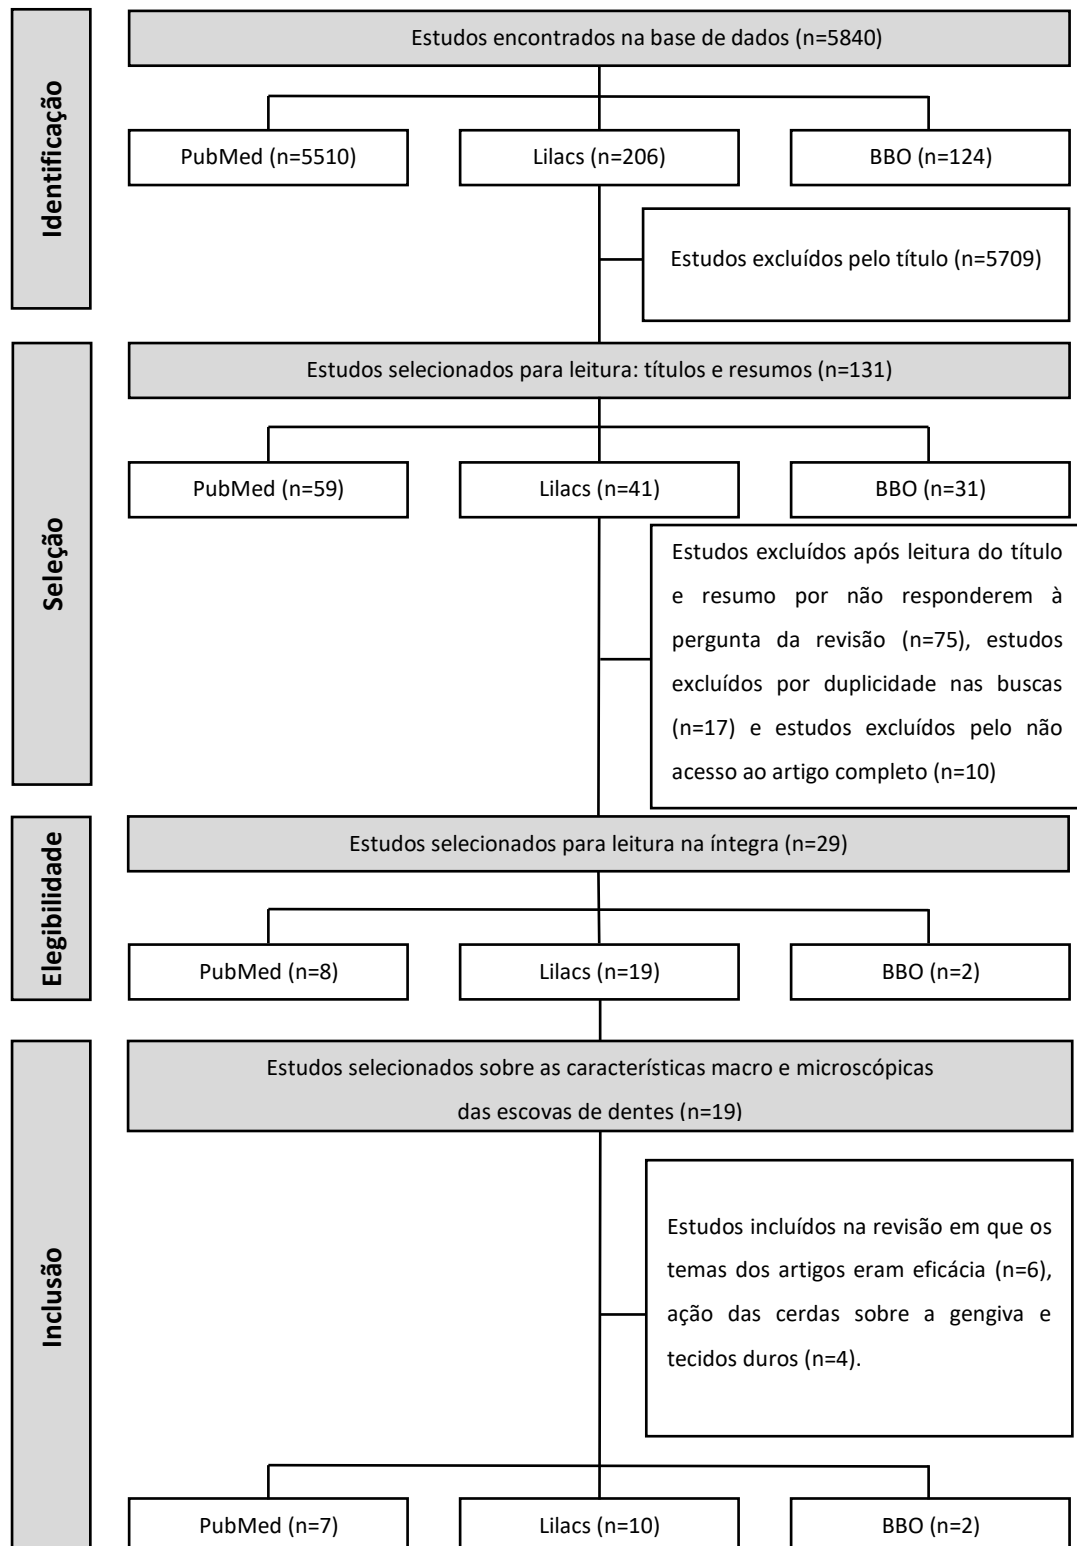 Identificação
Estudos encontrados na base de dados (n=5840)
PubMed (n=5510)
Lilacs (n=206)
BBO (n=124)
Estudos excluídos pelo título (n=5709)
Seleção
Estudos selecionados para leitura: títulos e resumos (n=131)
PubMed (n=59)
Lilacs (n=41)
BBO (n=31)
Estudos excluídos após leitura do título
e resumo por não responderem à
pergunta da revisão (n=75), estudos
excluídos por duplicidade nas buscas
(n=17) e estudos excluídos pelo não
acesso ao artigo completo (n=10)
Elegibilidade
Estudos selecionados para leitura na íntegra (n=29)
PubMed (n=8)
Lilacs (n=19)
BBO (n=2)
Inclusão
Estudos selecionados sobre as característícas macro e microscópicas
das escovas de dentes (n=19)
Estudos incluídos na revisão em que os
temas dos artigos eram eficácia (n=6),
ação das cerdas sobre a gengiva e
tecidos duros (n=4).
PubMed (n=7)
Lilacs (n=10)
BBO (n=2)